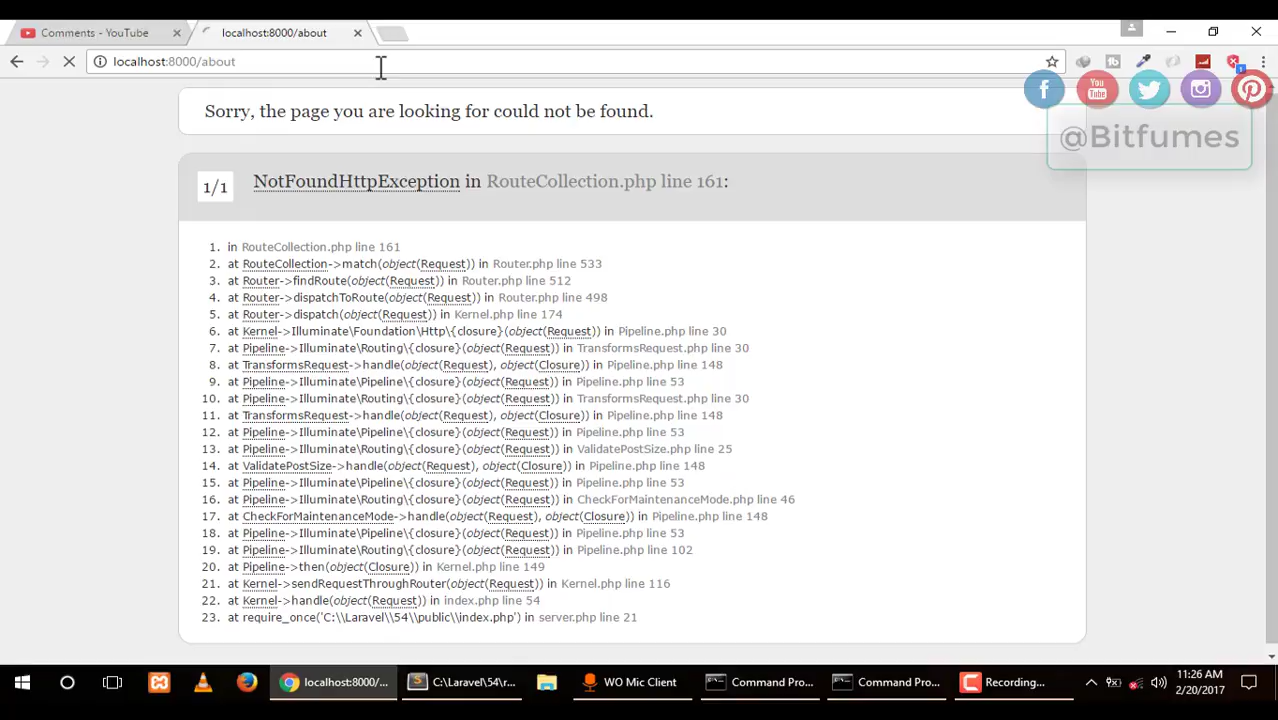 Comments - YouTube
localhost:8000/about
localhost:8000/about
Sorry, the page you are looking for could not be found.
@Bitfumes
1/1
NotFoundHttpException in RouteCollection.php line 161:
1. in RouteCollection.php line 161
2. at RouteCollection->match(object(Request)) in Router.php line 533
3. at Router->findRoute(object(Request)) in Router.php line 512
4. at Router->dispatchToRoute(object(Request)) in Router.php line 498
5. at Router->dispatch(object(Request)) in Kernel.php line 174
6. at Kernel->Illuminate\Foundation\Http\{closure}(object(Request)) in Pipeline.php line 30
7. at Pipeline->Illuminate\Routing\{closure}(object(Request)) in TransformsRequest.php line 30
8. at TransformsRequest->handle(object(Request), object(Closure)) in Pipeline.php line 148
9. at Pipeline->Illuminate\Pipeline\{closure}(object(Request)) in Pipeline.php line 53
10. at Pipeline->Illuminate\Routing\{closure}(object(Request)) in TransformsRequest.php line 30
11. at TransformsRequest->handle(object(Request), object(Closure)) in Pipeline.php line 148
12. at Pipeline->Illuminate\Pipeline\{closure}(object(Request)) in Pipeline.php line 53
13. at Pipeline->Illuminate\Routing\{closure}(object(Request)) in ValidatePostSize.php line 25
14. at ValidatePostSize->handle(object(Request), object(Closure)) in Pipeline.php line 148
15. at Pipeline->Illuminate\Pipeline\{closure}(object(Request)) in Pipeline.php line 53
16. at Pipeline->Illuminate\Routing\{closure}(object(Request)) in CheckForMaintenanceMode.php line 46
17. at CheckForMaintenanceMode->handle(object(Request), object(Closure)) in Pipeline.php line 148
18. at Pipeline->Illuminate\Pipeline\{closure}(object(Request)) in Pipeline.php line 53
19. at Pipeline->Illuminate\Routing\{closure}(object(Request)) in Pipeline.php line 102
20. at Pipeline->then(object(Closure)) in Kernel.php line 149
21. at Kernel->sendRequestThroughRouter(object(Request)) in Kernel.php line 116
22. at Kernel->handle(object(Request)) in index.php line 54
23. at require_once('C:\\Laravel\\54\\public\\index.php') in server.php line 21
localhost:8000/...
C:\Laravel\54\r...
WO Mic Client
Command Pro...
Command Pro...
Recording...
11:26 AM
2/20/2017